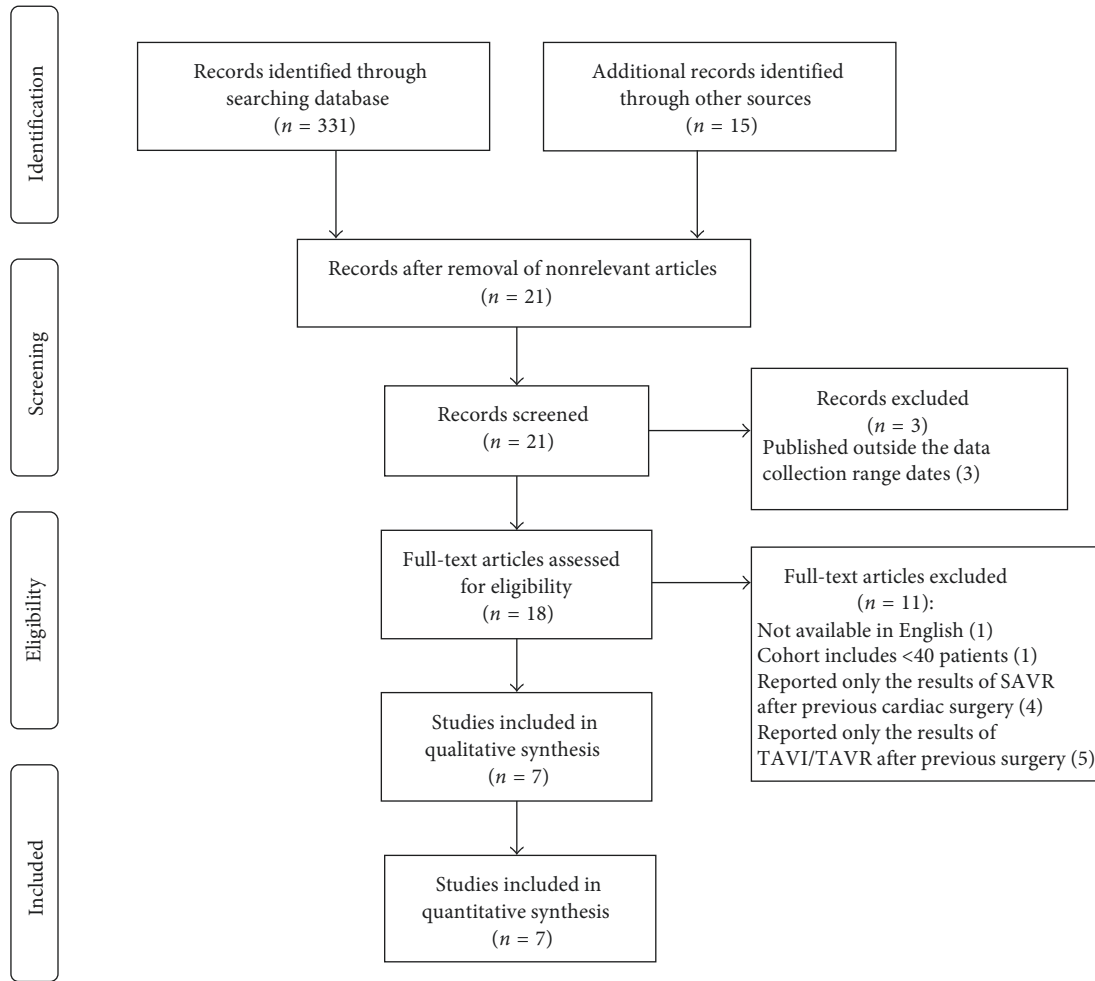 Identification
Records identified through
searching database
(n = 331)
Additional records identified
through other sources
(n = 15)
Screening
Records after removal of nonrelevant articles
(n = 21)
Records screened
(n = 21)
Records excluded
(n = 3)
Published outside the data
collection range dates (3)
Eligibility
Full-text articles assessed
for eligibility
(n = 18)
Full-text articles excluded
(n = 11):
Not available in English (1)
Cohort includes <40 patients (1)
Reported only the results of SAVR
after previous cardiac surgery (4)
Reported only the results of
TAVI/TAVR after previous surgery (5)
Studies included in
qualitative synthesis
(n = 7)
Included
Studies included in
quantitative synthesis
(n = 7)